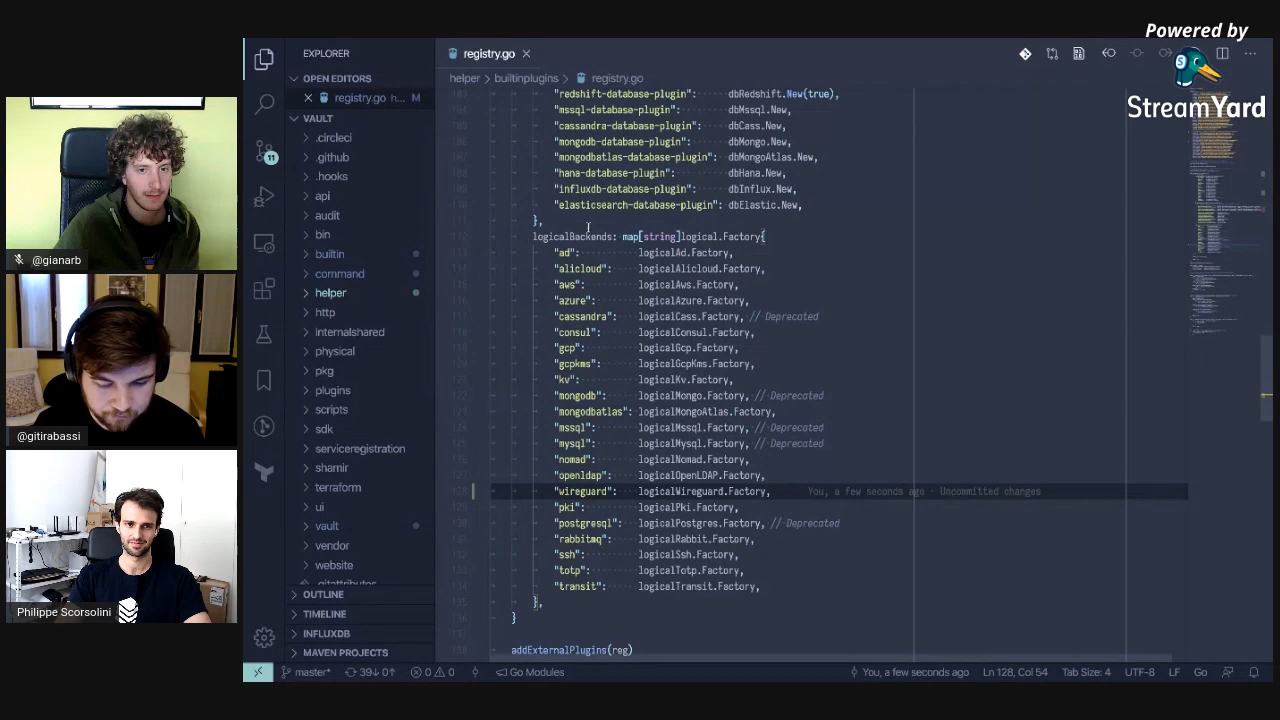 Powered by
StreamYard
@gianarb
@gitirabassi
Philippe Scorsolini
EXPLORER
OPEN EDITORS
registry.go h... M
VAULT
.circleci
.github
.hooks
api
audit
bin
builtin
command
helper
http
internalshared
physical
pkg
plugins
scripts
sdk
serviceregistration
shamir
terraform
ui
vault
vendor
website
.gitattributes
OUTLINE
TIMELINE
INFLUXDB
MAVEN PROJECTS
11
registry.go
helper › builtinplugins › registry.go
"redshift-database-plugin": dbRedshift.New(true),
"mssql-database-plugin": dbMssql.New,
"cassandra-database-plugin": dbCass.New,
"mongodb-database-plugin": dbMongo.New,
"mongodbatlas-database-plugin": dbMongoAtlas.New,
"hana-database-plugin": dbHana.New,
"influxdb-database-plugin": dbInflux.New,
"elasticsearch-database-plugin": dbElastic.New,
},
logicalBackends: map[string]logical.Factory{
"ad": logicalAd.Factory,
"alicloud": logicalAlicloud.Factory,
"aws": logicalAws.Factory,
"azure": logicalAzure.Factory,
"cassandra": logicalCass.Factory, // Deprecated
"consul": logicalConsul.Factory,
"gcp": logicalGcp.Factory,
"gcpkms": logicalGcpKms.Factory,
"kv": logicalKv.Factory,
"mongodb": logicalMongo.Factory, // Deprecated
"mongodbatlas": logicalMongoAtlas.Factory,
"mssql": logicalMssql.Factory, // Deprecated
"mysql": logicalMysql.Factory, // Deprecated
"nomad": logicalNomad.Factory,
"openldap": logicalOpenLDAP.Factory,
"wireguard": logicalWireguard.Factory, You, a few seconds ago · Uncommitted changes
"pki": logicalPki.Factory,
"postgresql": logicalPostgres.Factory, // Deprecated
"rabbitmq": logicalRabbit.Factory,
"ssh": logicalSsh.Factory,
"totp": logicalTotp.Factory,
"transit": logicalTransit.Factory,
},
}
addExternalPlugins(reg)
master* 39↓ 0↑ 0 0 Go Modules You, a few seconds ago Ln 128, Col 54 Tab Size: 4 UTF-8 LF Go